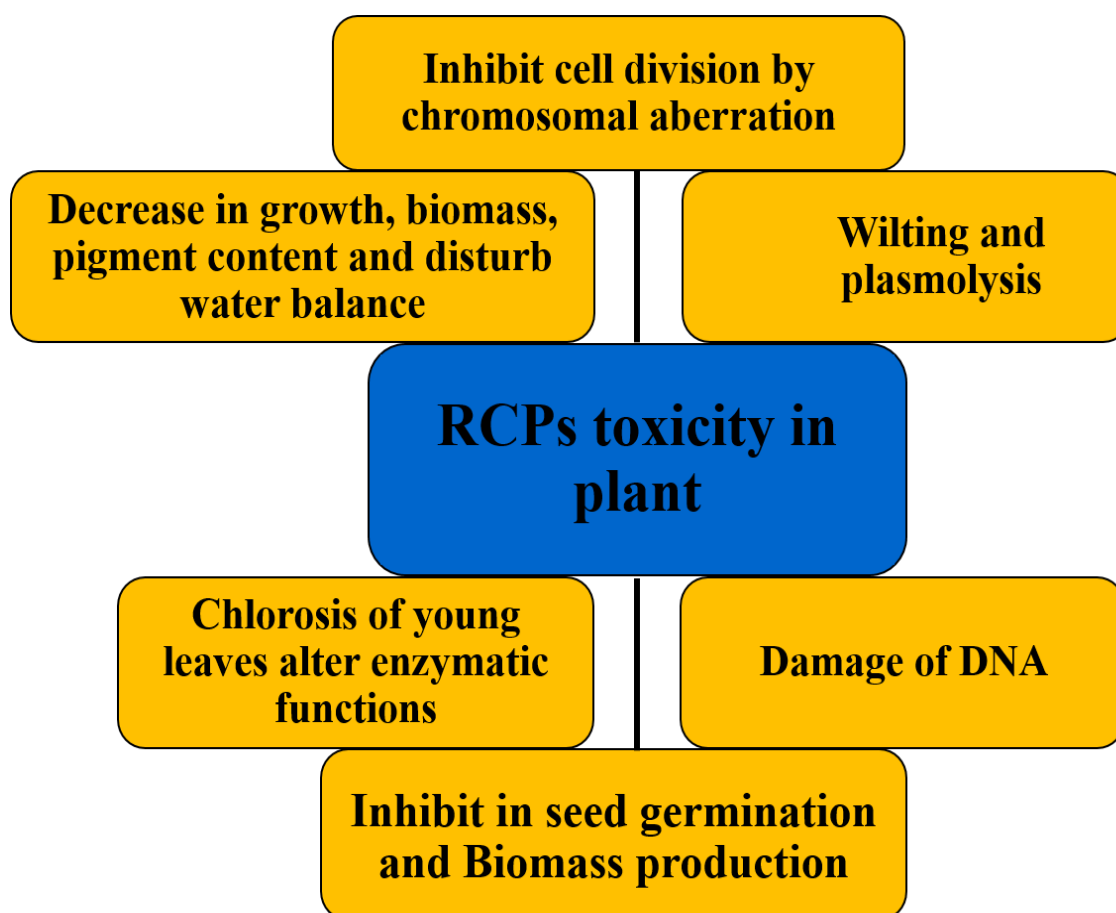 Inhibit cell division by
chromosomal aberration
Decrease in growth, biomass,
pigment content and disturb
water balance
Wilting and
plasmolysis
RCPs toxicity in
plant
Chlorosis of young
leaves alter enzymatic
functions
Damage of DNA
Inhibit in seed germination
and Biomass production